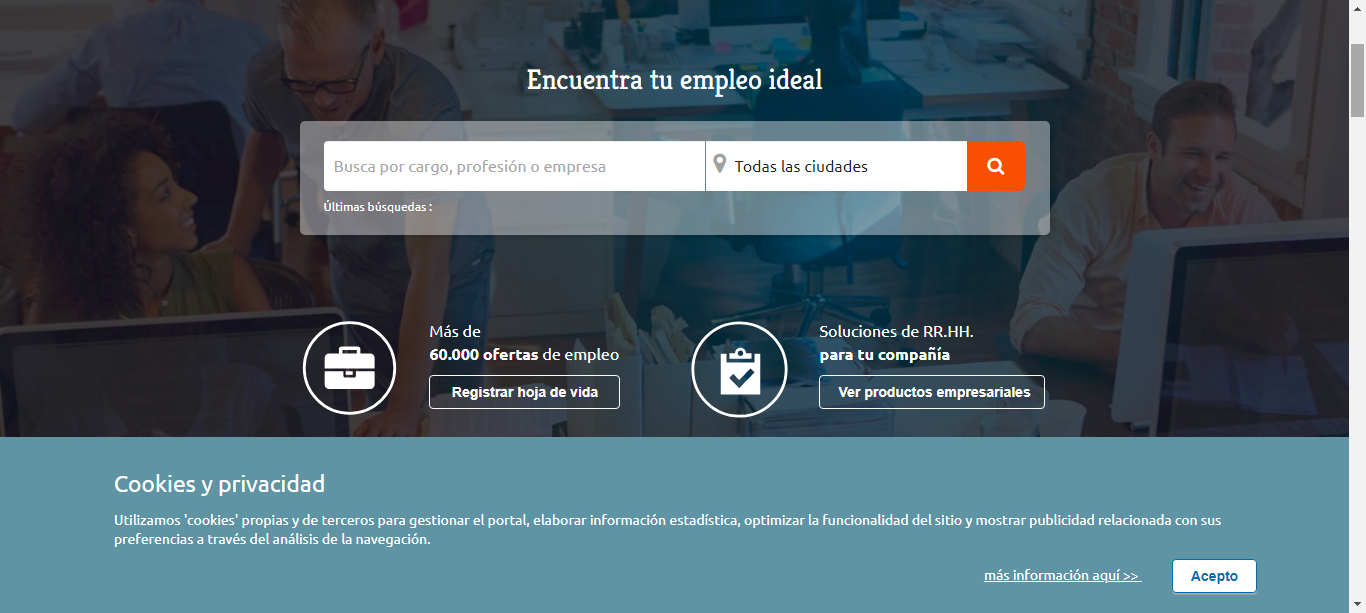 Encuentra tu empleo ideal
Busca por cargo, profesión o empresa
Todas las ciudades
Últimas búsquedas :
Más de
60.000 ofertas de empleo
Registrar hoja de vida
Soluciones de RR.HH.
para tu compañía
Ver productos empresariales
Cookies y privacidad
Utilizamos 'cookies' propias y de terceros para gestionar el portal, elaborar información estadística, optimizar la funcionalidad del sitio y mostrar publicidad relacionada con sus
preferencias a través del análisis de la navegación.
más información aquí >>
Acepto